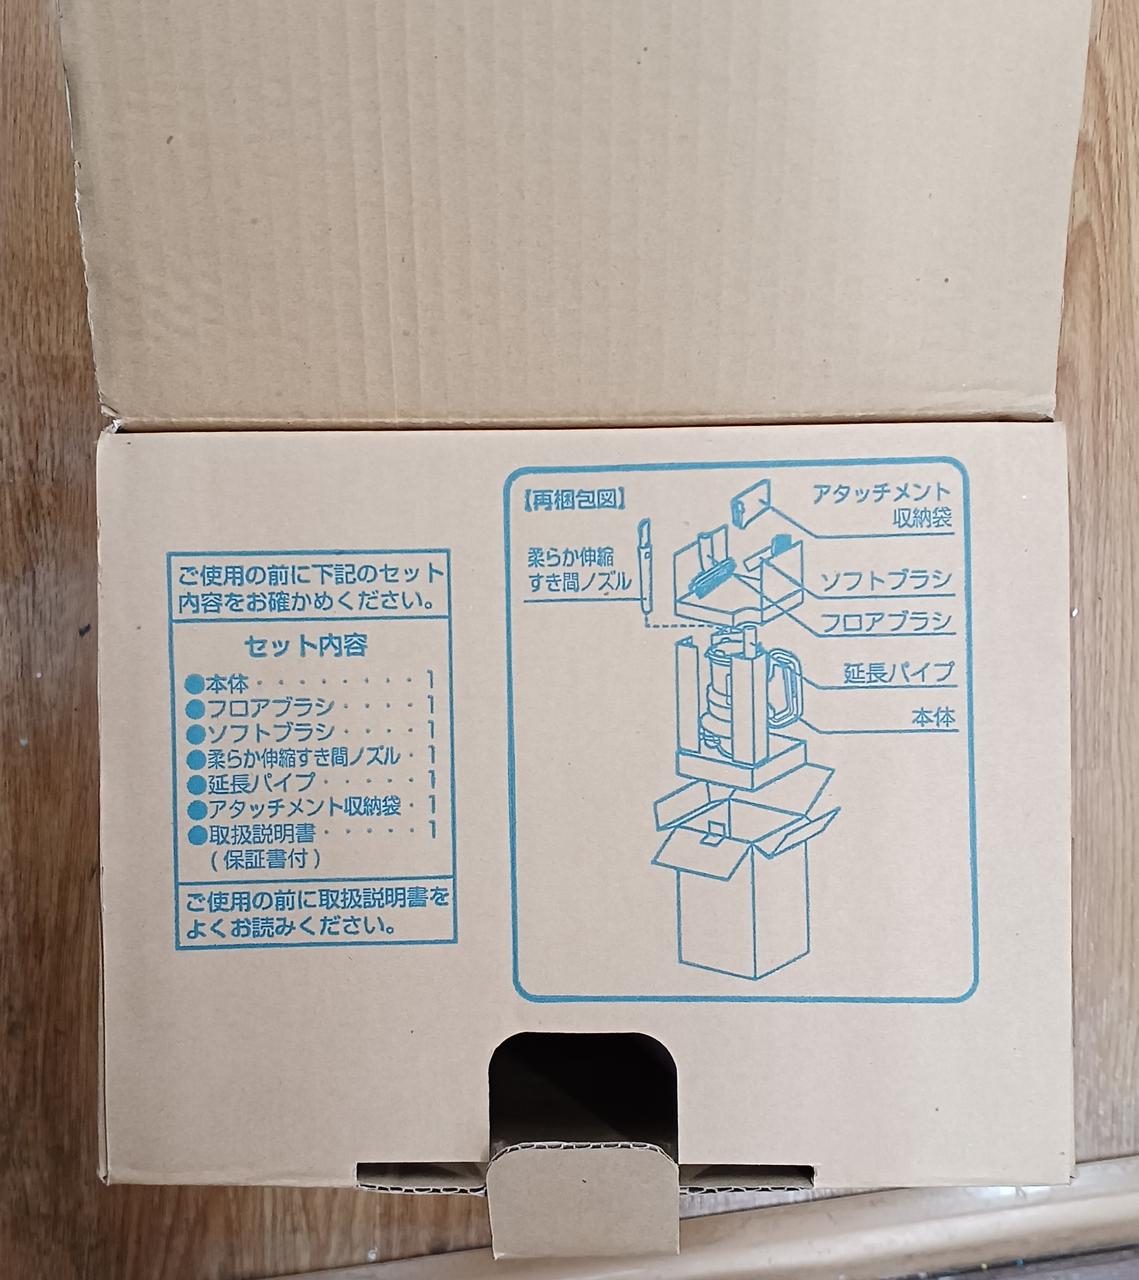 ご使用の前に下記のセット
内容をお確かめください。
セット内容
●本体・・・・・・・・1
●フロアブラシ・・・・1
●ソフトブラシ・・・・1
●柔らか伸縮すき間ノズル・1
●延長パイプ・・・・・1
●アタッチメント収納袋・1
●取扱説明書・・・・・1
(保証書付)
ご使用の前に取扱説明書を
よくお読みください。
【再梱包図】
アタッチメント
収納袋
柔らか伸縮
すき間ノズル
ソフトブラシ
フロアブラシ
延長パイプ
本体